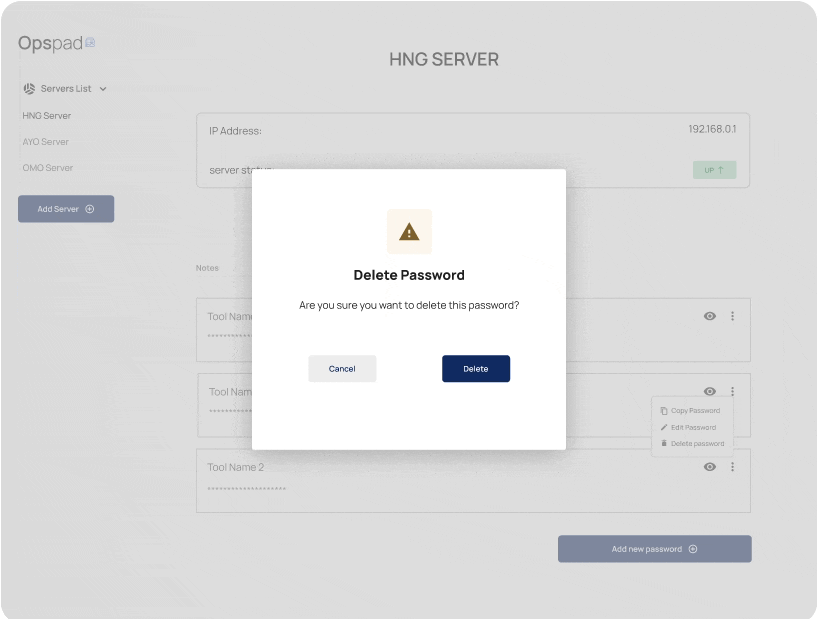 Opspad
HNG SERVER
Servers List
HNG Server
AYO Server
OMO Server
Add Server
IP Address:
192.168.0.1
server status:
UP ↑
Notes
Delete Password
Are you sure you want to delete this password?
Cancel
Delete
Tool Name
********
Tool Nam
********
Copy Password
Edit Password
Delete password
Tool Name 2
********************
Add new password